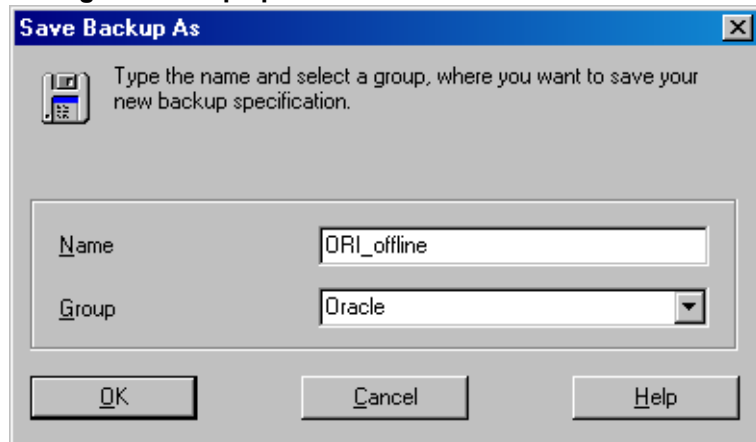 Save Backup As
Type the name and select a group, where you want to save your
new backup specification.
Name
ORI_offline
Group
Oracle
OK
Cancel
Help